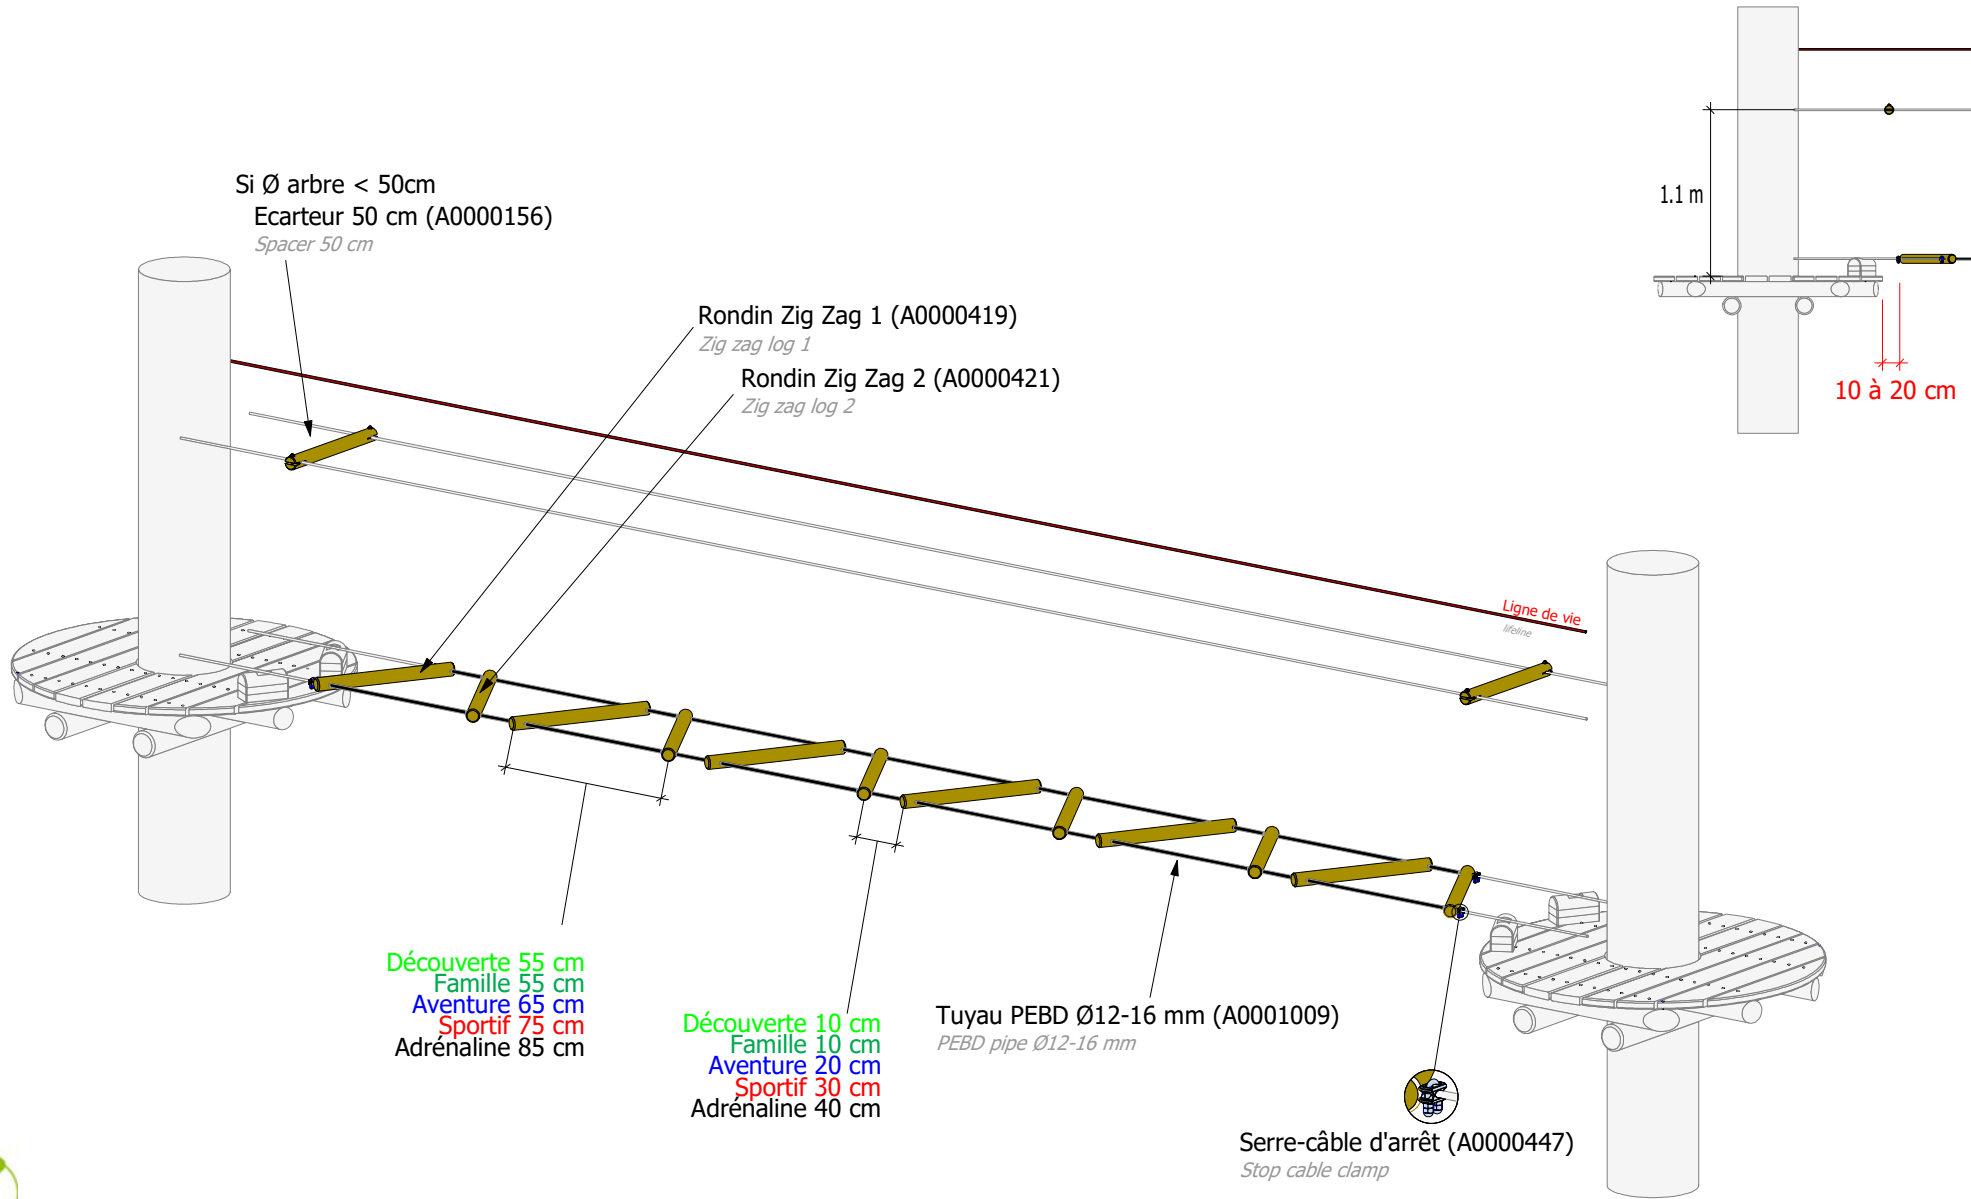 Si Ø arbre < 50cm
Ecarteur 50 cm (A0000156)
Spacer 50 cm
Rondin Zig Zag 1 (A0000419)
Zig zag log 1
Rondin Zig Zag 2 (A0000421)
Zig zag log 2
1.1 m
10 à 20 cm
Ligne de vie
lifeline
Découverte 55 cm
Famille 55 cm
Aventure 65 cm
Sportif 75 cm
Adrénaline 85 cm
Découverte 10 cm
Famille 10 cm
Aventure 20 cm
Sportif 30 cm
Adrénaline 40 cm
Tuyau PEBD Ø12-16 mm (A0001009)
PEBD pipe Ø12-16 mm
Serre-câble d'arrêt (A0000447)
Stop cable clamp